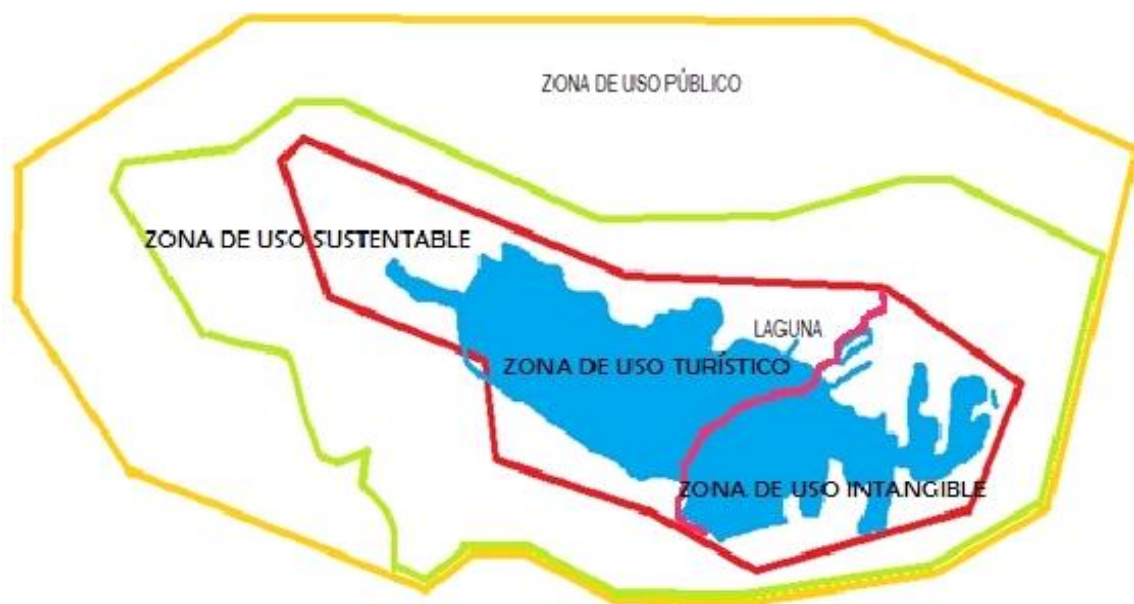 ZONA DE USO PÚBLICO
ZONA DE USO SUSTENTABLE
LAGUNA
ZONA DE USO TURÍSTICO
ZONA DE USO INTANGIBLE